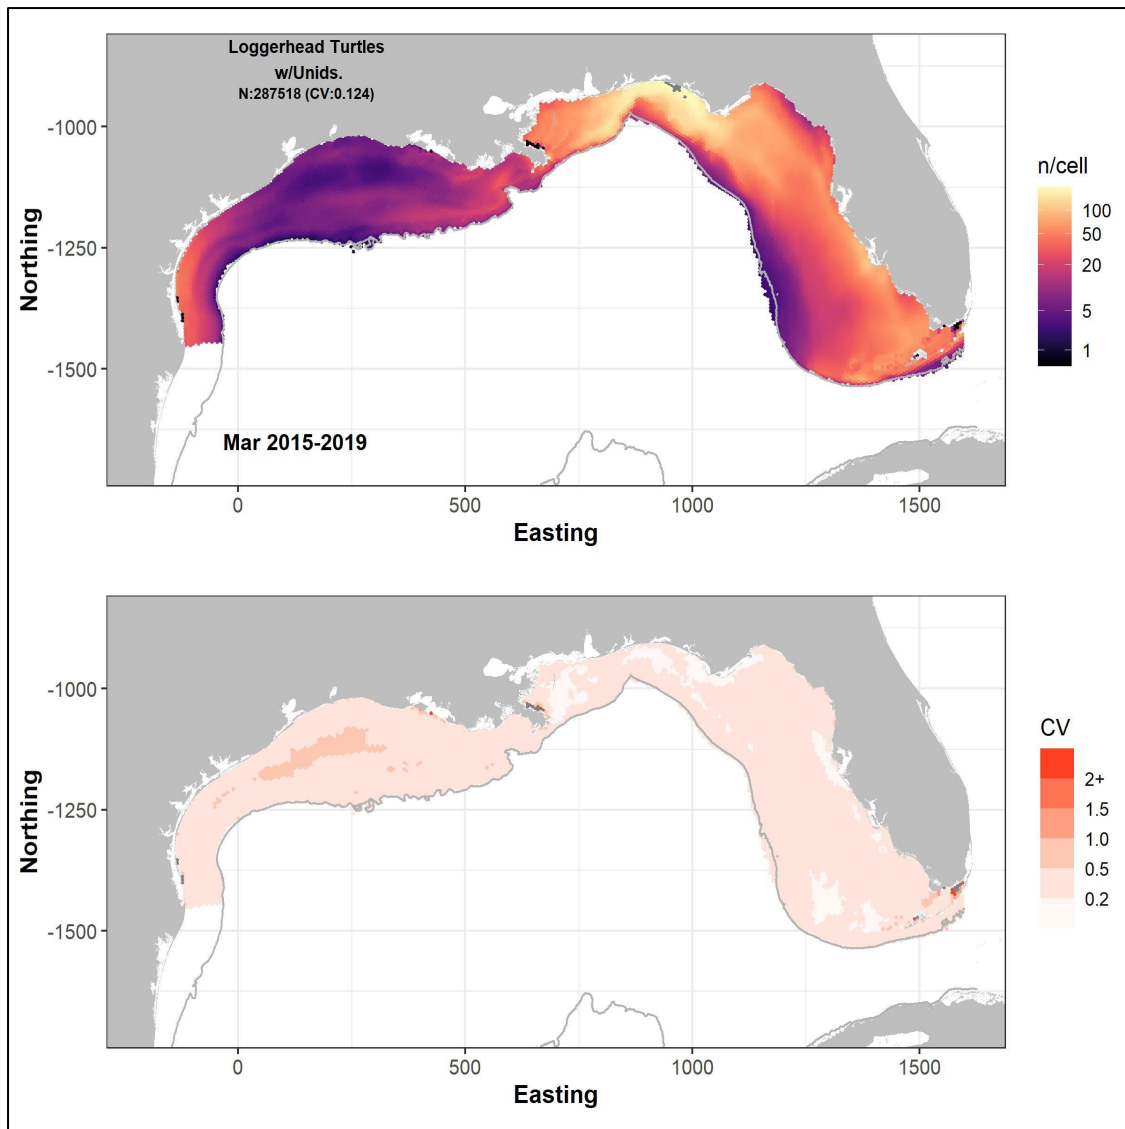 Loggerhead Turtles
w/Unids.
N:287518 (CV:0.124)
-1000
-1250
-1500
Northing
Mar 2015-2019
0
500
1000
1500
Easting
n/cell
100
50
20
5
1
-1000
-1250
-1500
Northing
0
500
1000
1500
Easting
CV
2+
1.5
1.0
0.5
0.2